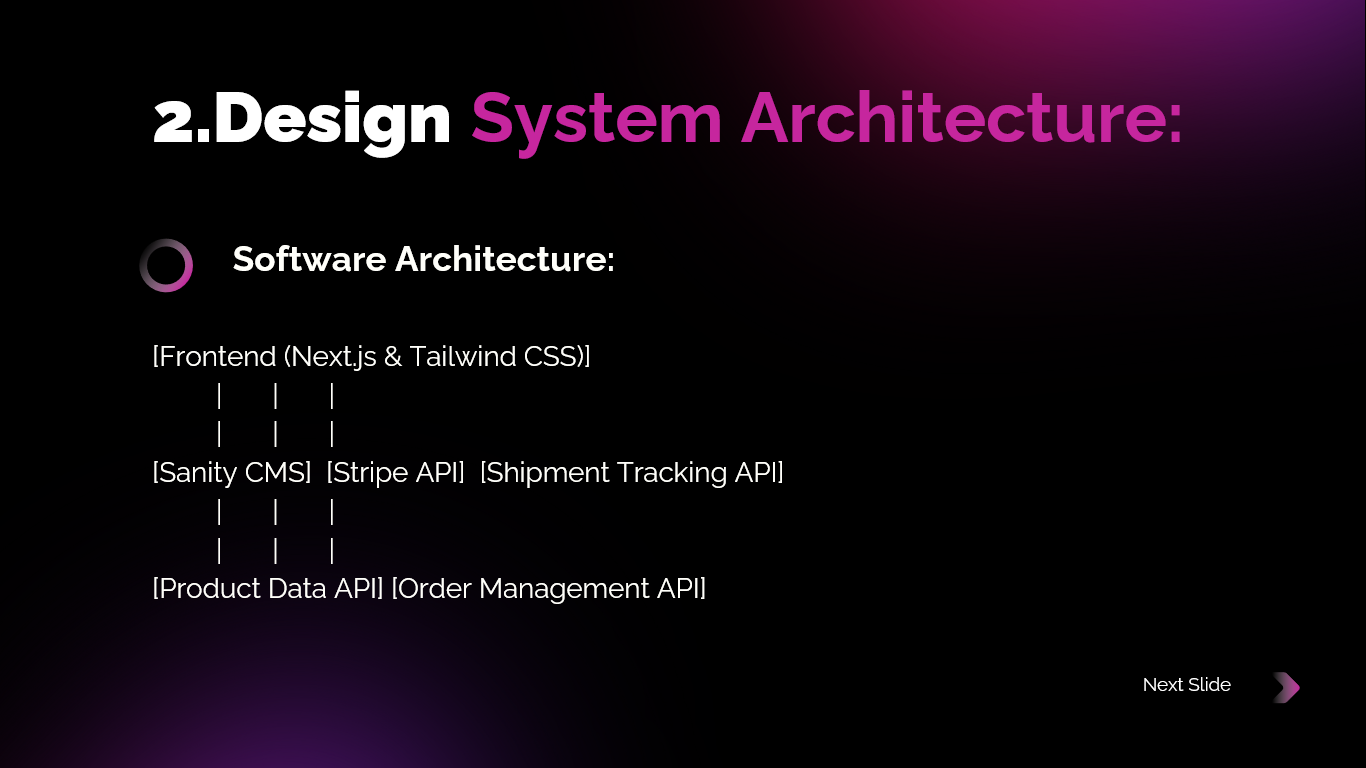 2.Design System Architecture:
Software Architecture:
[Frontend (Next.js & Tailwind CSS)]
| | |
| | |
[Sanity CMS] [Stripe API] [Shipment Tracking API]
| | |
| | |
[Product Data API] [Order Management API]
Next Slide